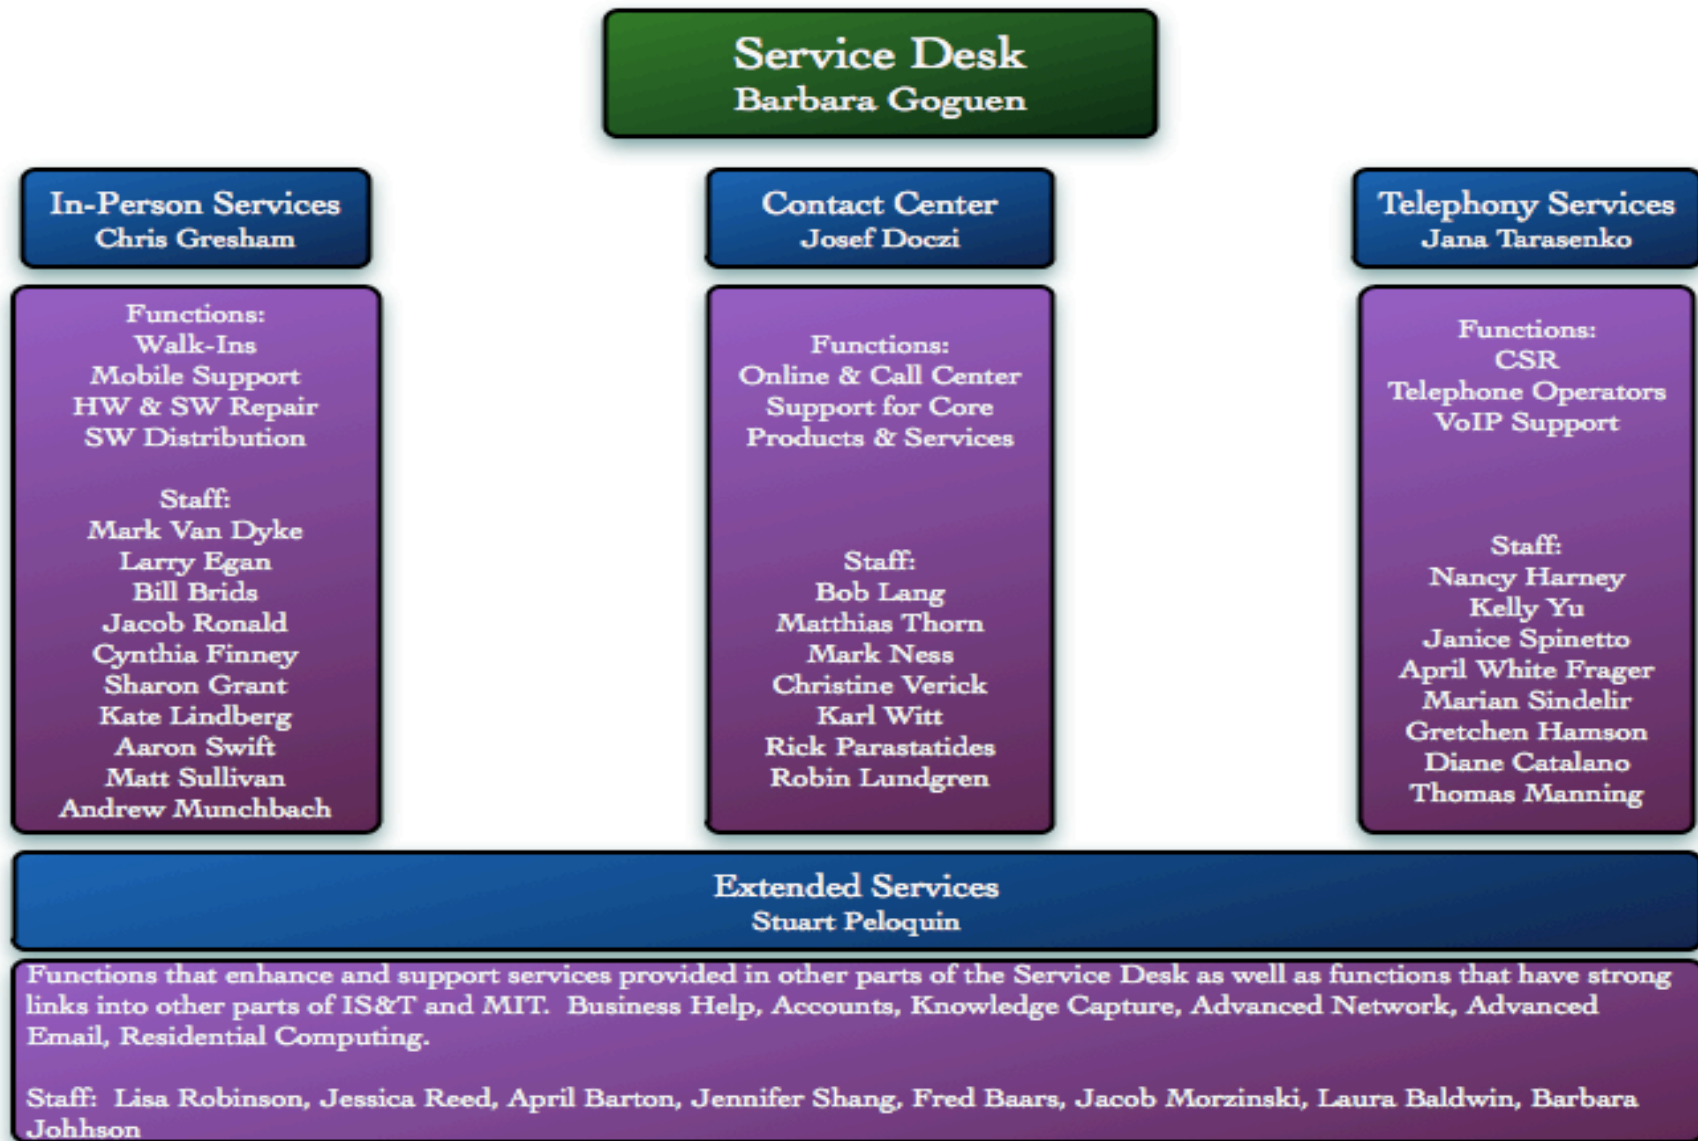 Service Desk
Barbara Goguen
In-Person Services
Chris Gresham
Functions:
Walk-Ins
Mobile Support
HW & SW Repair
SW Distribution
Staff:
Mark Van Dyke
Larry Egan
Bill Brids
Jacob Ronald
Cynthia Finney
Sharon Grant
Kate Lindberg
Aaron Swift
Matt Sullivan
Andrew Munchbach
Contact Center
Josef Doczi
Functions:
Online & Call Center
Support for Core
Products & Services
Staff:
Bob Lang
Matthias Thorn
Mark Ness
Christine Verick
Karl Witt
Rick Parastatides
Robin Lundgren
Telephony Services
Jana Tarasenko
Functions:
CSR
Telephone Operators
VoIP Support
Staff:
Nancy Harney
Kelly Yu
Janice Spinetto
April White Frager
Marian Sindelir
Gretchen Hamson
Diane Catalano
Thomas Manning
Extended Services
Stuart Peloquin
Functions that enhance and support services provided in other parts of the Service Desk as well as functions that have strong
links into other parts of IS&T and MIT.  Business Help, Accounts, Knowledge Capture, Advanced Network, Advanced
Email, Residential Computing.
Staff:  Lisa Robinson, Jessica Reed, April Barton, Jennifer Shang, Fred Baars, Jacob Morzinski, Laura Baldwin, Barbara
Johhson